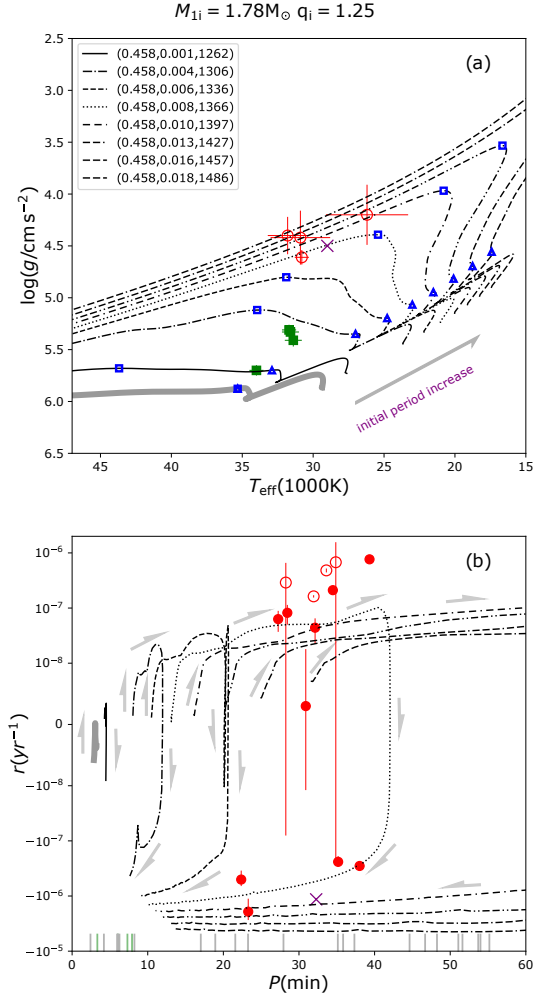 M₁ᵢ = 1.78M☉ qᵢ = 1.25
(a)
(0.458,0.001,1262)
(0.458,0.004,1306)
(0.458,0.006,1336)
(0.458,0.008,1366)
(0.458,0.010,1397)
(0.458,0.013,1427)
(0.458,0.016,1457)
(0.458,0.018,1486)
2.5
3.0
3.5
4.0
4.5
5.0
5.5
6.0
6.5
log(g/cm s⁻²)
initial period increase
45 40 35 30 25 20 15
T_eff(1000K)
(b)
10⁻⁶
10⁻⁷
10⁻⁸
0
−10⁻⁸
−10⁻⁷
−10⁻⁶
−10⁻⁵
r(yr⁻¹)
0 10 20 30 40 50 60
P(min)